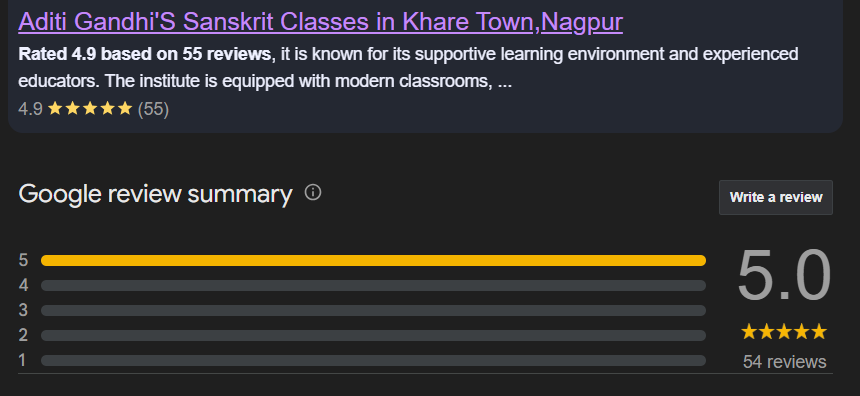 Aditi Gandhi'S Sanskrit Classes in Khare Town,Nagpur
Rated 4.9 based on 55 reviews, it is known for its supportive learning environment and experienced
educators. The institute is equipped with modern classrooms, ...
4.9 ★★★★★ (55)
Google review summary
Write a review
5
4
3
2
1
5.0
★★★★★
54 reviews